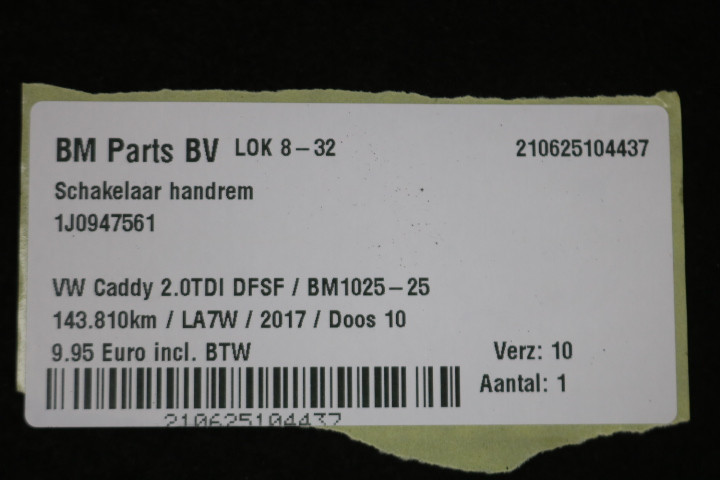 BM Parts BV LOK 8-32 210625104437
Schakelaar handrem
1J0947561
VW Caddy 2.0TDI DFSF / BM1025-25
143.810km / LA7W / 2017 / Doos 10
9.95 Euro incl. BTW Verz: 10
Aantal: 1
210625104437